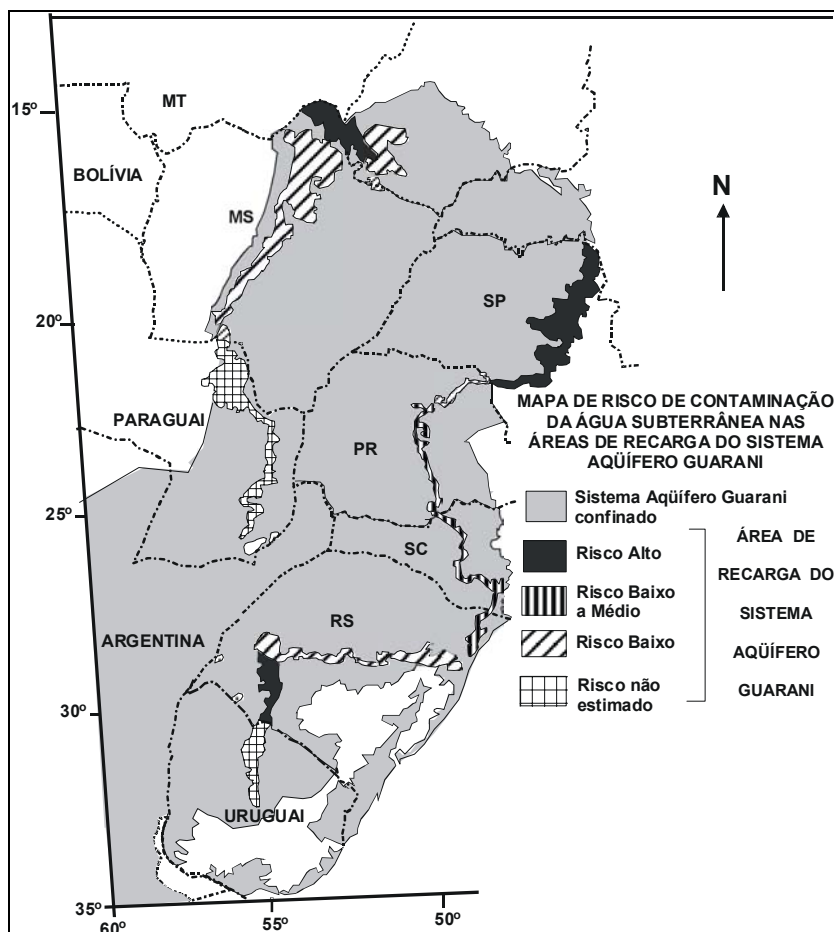 MT
15º
BOLÍVIA
MS
N
SP
20º
PARAGUAI
MAPA DE RISCO DE CONTAMINAÇÃO
DA ÁGUA SUBTERRÂNEA NAS
ÁREAS DE RECARGA DO SISTEMA
AQÜÍFERO GUARANI
PR
Sistema Aqüífero Guarani
confinado
25º
SC
Risco Alto
Risco Baixo
a Médio
Risco Baixo
Risco não
estimado
ÁREA DE
RECARGA DO
SISTEMA
AQÜÍFERO
GUARANI
RS
ARGENTINA
30º
URUGUAI
35º
60º
55º
50º